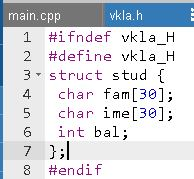 main.cpp vkla.h
1 #ifndef vkla_H
2 #define vkla_H
3 struct stud {
4 char fam[30];
5 char ime[30];
6 int bal;
7 };
8 #endif